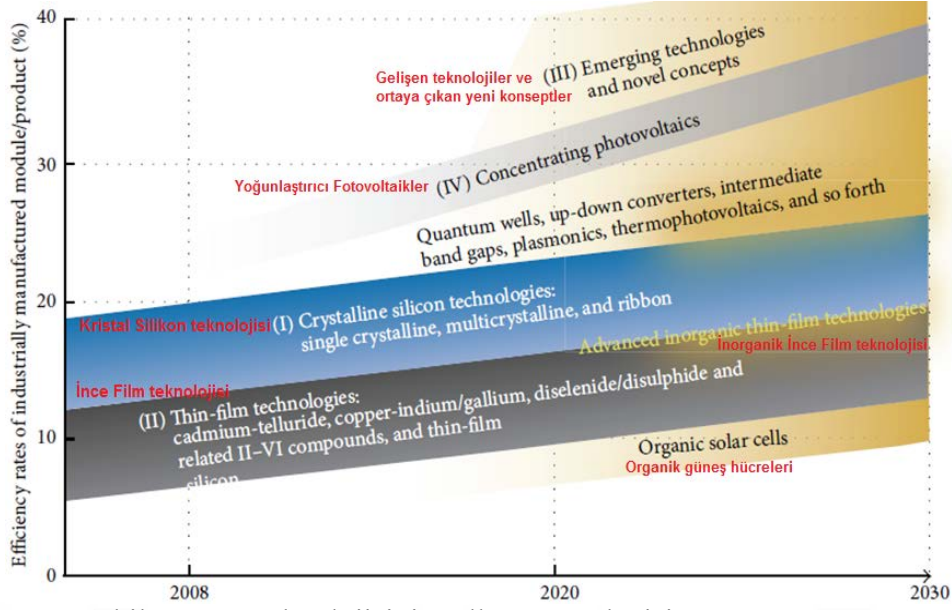 Efficiency rates of industrially manufactured module/product (%)
40
30
20
10
0
2008
2020
2030
Gelişen teknolojiler ve
ortaya çıkan yeni konseptler
(III) Emerging technologies
and novel concepts
Yoğunlaştırıcı Fotovoltaikler
(IV) Concentrating photovoltaics
Quantum wells, up-down converters, intermediate
band gaps, plasmonics, thermophotovoltaics, and so forth
Kristal Silikon teknolojisi
(I) Crystalline silicon technologies:
single crystalline, multicrystalline, and ribbon
Advanced inorganic thin-film technologies
İnorganik İnce Film teknolojisi
İnce Film teknolojisi
(II) Thin-film technologies:
cadmium-telluride, copper-indium/gallium, diselenide/disulphide and
related II–VI compounds, and thin-film
silicon
Organic solar cells
Organik güneş hücreleri